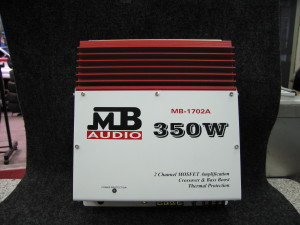 MB
AUDIO
MB-1702A
350W
2 Channel MOSFET Amplification
Crossover & Bass Boost
Thermal Protection